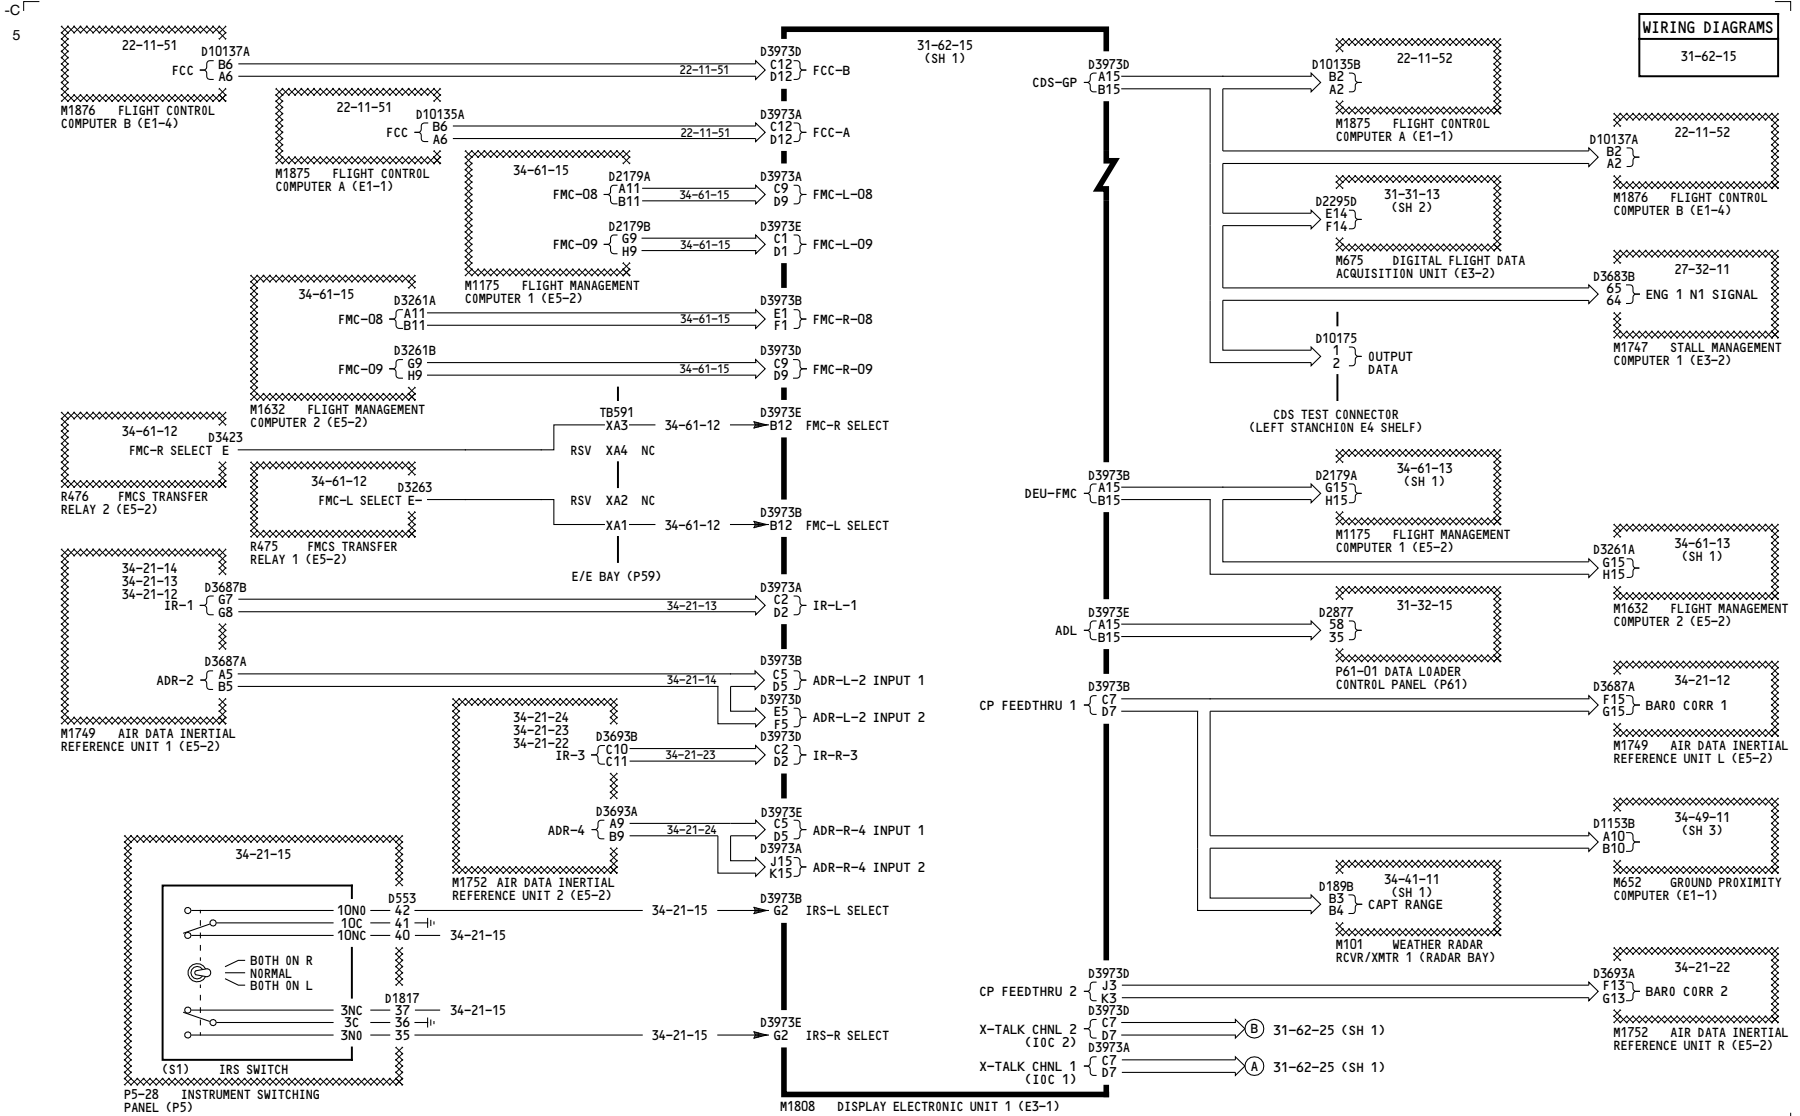 -C
5
WIRING DIAGRAMS
31-62-15
22-11-51
D10137A
FCC B6
A6
22-11-51
M1876 FLIGHT CONTROL
COMPUTER B (E1-4)
D3973D
C12
D12
FCC-B
22-11-51
D10135A
FCC B6
A6
22-11-51
M1875 FLIGHT CONTROL
COMPUTER A (E1-1)
D3973A
C12
D12
FCC-A
34-61-15
D2179A
FMC-08 A11
B11
34-61-15
D3973A
C9
D9
FMC-L-08
D2179B
FMC-09 G9
H9
34-61-15
D3973E
C1
D1
FMC-L-09
M1175 FLIGHT MANAGEMENT
COMPUTER 1 (E5-2)
34-61-15
D3261A
FMC-08 A11
B11
34-61-15
D3973B
E1
F1
FMC-R-08
D3261B
FMC-09 G9
H9
34-61-15
D3973D
C9
D9
FMC-R-09
M1632 FLIGHT MANAGEMENT
COMPUTER 2 (E5-2)
34-61-12
D3423
FMC-R SELECT E
R476 FMCS TRANSFER
RELAY 2 (E5-2)
TB591
XA3 34-61-12
RSV XA4 NC
D3973E
B12 FMC-R SELECT
34-61-12
D3263
FMC-L SELECT E
R475 FMCS TRANSFER
RELAY 1 (E5-2)
RSV XA2 NC
XA1 34-61-12
D3973B
B12 FMC-L SELECT
E/E BAY (P59)
34-21-14
34-21-13
34-21-12
D3687B
IR-1 G7
G8
34-21-13
D3973A
C2
D2
IR-L-1
D3687A
ADR-2 A5
B5
34-21-14
D3973B
C5
D5
ADR-L-2 INPUT 1
D3973D
E5
F5
ADR-L-2 INPUT 2
M1749 AIR DATA INERTIAL
REFERENCE UNIT 1 (E5-2)
34-21-24
34-21-23
34-21-22
D3693B
IR-3 C10
C11
34-21-23
D3973D
C2
D2
IR-R-3
D3693A
ADR-4 A9
B9
34-21-24
D3973E
C5
D5
ADR-R-4 INPUT 1
D3973A
J15
K15
ADR-R-4 INPUT 2
M1752 AIR DATA INERTIAL
REFERENCE UNIT 2 (E5-2)
34-21-15
D553
10NO 42 34-21-15
10C 41
10NC 40 34-21-15
D3973B
G2 IRS-L SELECT
BOTH ON R
NORMAL
BOTH ON L
D1817
3NC 37 34-21-15
3C 36
3NO 35 34-21-15
D3973E
G2 IRS-R SELECT
(S1) IRS SWITCH
P5-28 INSTRUMENT SWITCHING
PANEL (P5)
31-62-15
(SH 1)
M1808 DISPLAY ELECTRONIC UNIT 1 (E3-1)
D3973D
CDS-GP A15
B15
22-11-52
D10135B
B2
A2
M1875 FLIGHT CONTROL
COMPUTER A (E1-1)
22-11-52
D10137A
B2
A2
M1876 FLIGHT CONTROL
COMPUTER B (E1-4)
31-31-13
(SH 2)
D2295D
E14
F14
M675 DIGITAL FLIGHT DATA
ACQUISITION UNIT (E3-2)
27-32-11
D3683B
65
64
ENG 1 N1 SIGNAL
M1747 STALL MANAGEMENT
COMPUTER 1 (E3-2)
D10175
1
2
OUTPUT
DATA
CDS TEST CONNECTOR
(LEFT STANCHION E4 SHELF)
D3973B
DEU-FMC A15
B15
34-61-13
(SH 1)
D2179A
G15
H15
M1175 FLIGHT MANAGEMENT
COMPUTER 1 (E5-2)
34-61-13
(SH 1)
D3261A
G15
H15
M1632 FLIGHT MANAGEMENT
COMPUTER 2 (E5-2)
D3973E
ADL A15
B15
31-32-15
D2877
58
35
P61-01 DATA LOADER
CONTROL PANEL (P61)
D3973B
CP FEEDTHRU 1 C7
D7
34-21-12
D3687A
F15
G15
BARO CORR 1
M1749 AIR DATA INERTIAL
REFERENCE UNIT L (E5-2)
34-49-11
(SH 3)
D1153B
A10
B10
M652 GROUND PROXIMITY
COMPUTER (E1-1)
34-41-11
(SH 1)
D189B
B3
B4
CAPT RANGE
M101 WEATHER RADAR
RCVR/XMTR 1 (RADAR BAY)
D3973D
CP FEEDTHRU 2 J3
K3
34-21-22
D3693A
F13
G13
BARO CORR 2
M1752 AIR DATA INERTIAL
REFERENCE UNIT R (E5-2)
D3973D
X-TALK CHNL 2
(IOC 2)
C7
D7
B 31-62-25 (SH 1)
D3973A
X-TALK CHNL 1
(IOC 1)
C7
D7
A 31-62-25 (SH 1)